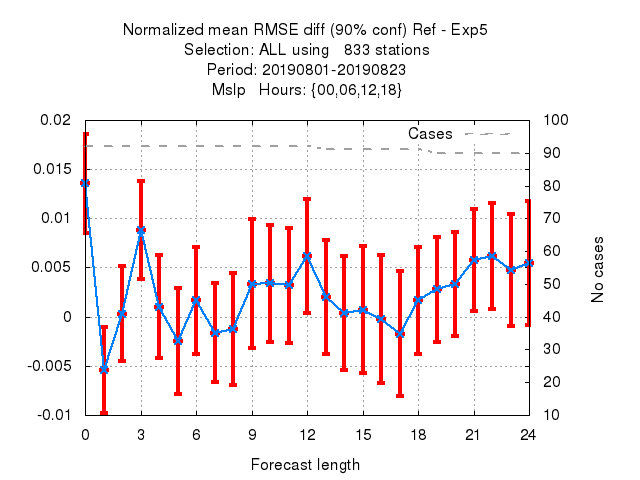 Normalized mean RMSE diff (90% conf) Ref - Exp5
Selection: ALL using   833 stations
Period: 20190801-20190823
Mslp   Hours: {00,06,12,18}
Cases
0.02
0.015
0.01
0.005
0
-0.005
-0.01
100
90
80
70
60
50
40
30
20
10
No cases
0 3 6 9 12 15 18 21 24
Forecast length